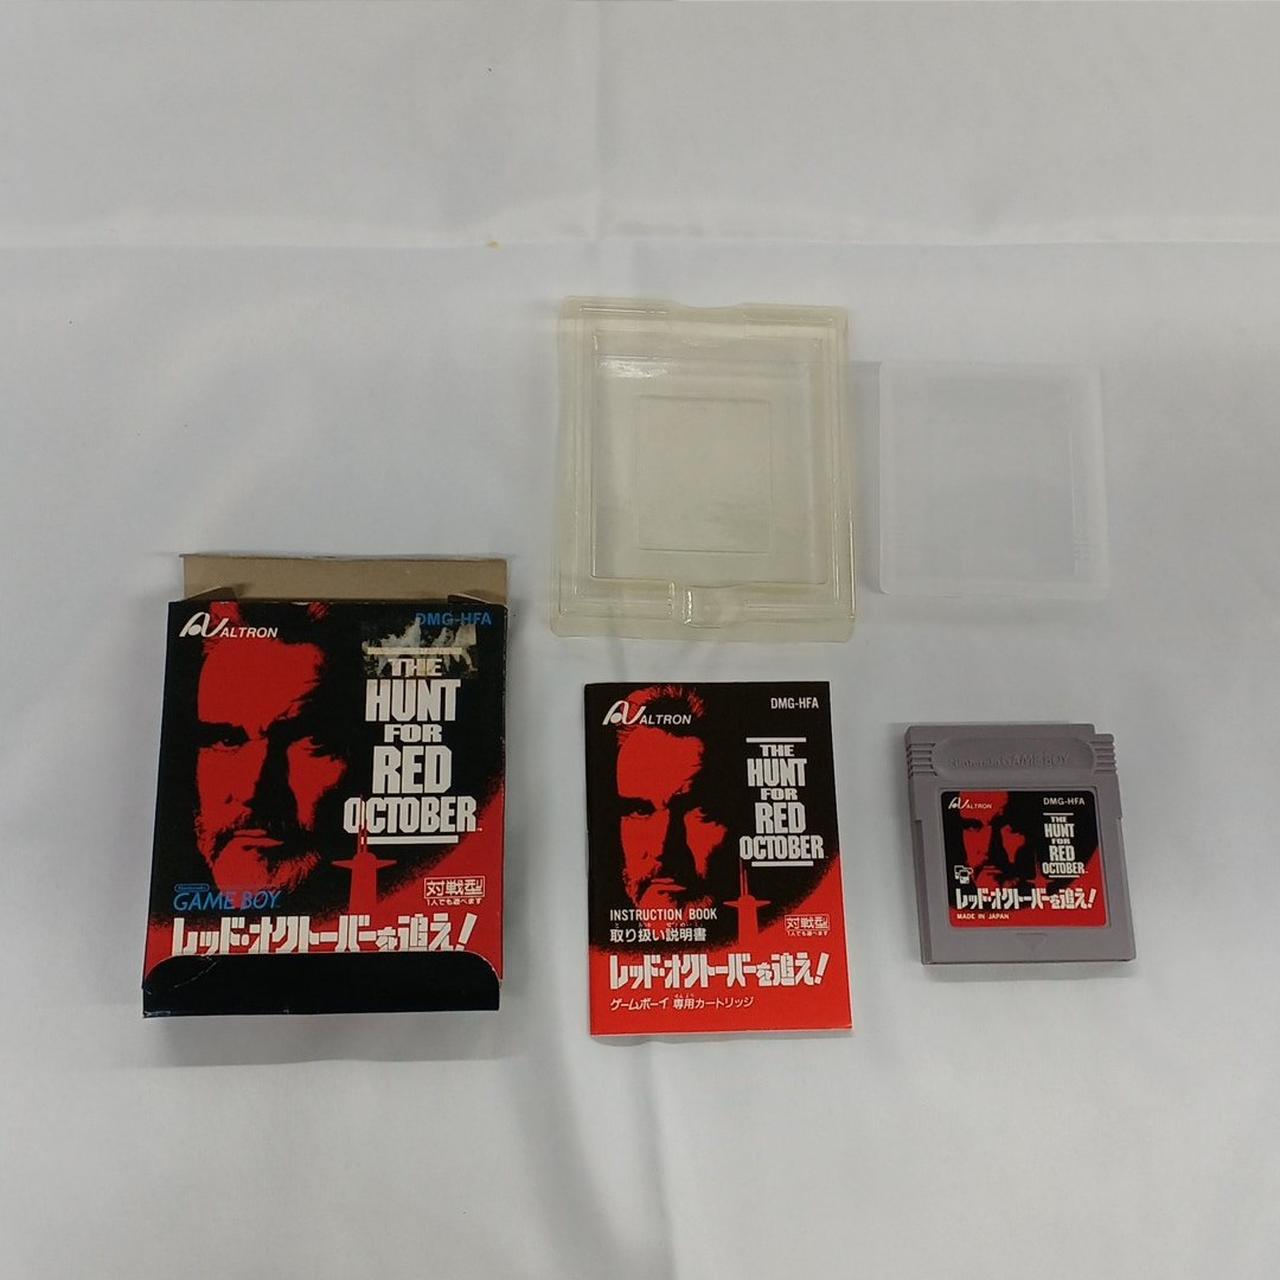 ALTRON
DMG-HFA
THE
HUNT
FOR
RED
OCTOBER™
Nintendo
GAME BOY
対戦型
1人でも遊べます
レッド・オクトーバーを追え!
ALTRON
DMG-HFA
THE
HUNT
FOR
RED
OCTOBER
INSTRUCTION BOOK
取り扱い説明書
対戦型
1人でも遊べます
レッド・オクトーバーを追え!
ゲームボーイ専用カートリッジ
Nintendo GAME BOY
ALTRON
DMG-HFA
THE
HUNT
FOR
RED
OCTOBER
レッド・オクトーバーを追え!
MADE IN JAPAN